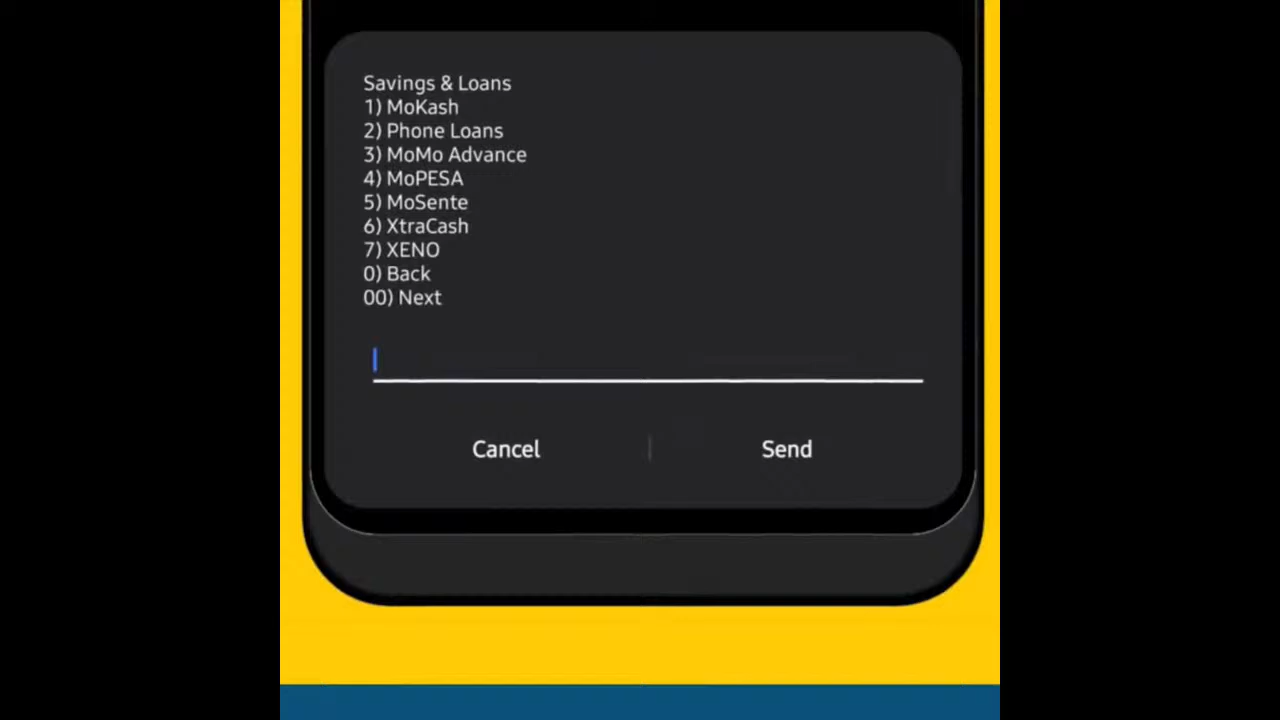 Savings & Loans
1) MoKash
2) Phone Loans
3) MoMo Advance
4) MoPESA
5) MoSente
6) XtraCash
7) XENO
0) Back
00) Next
Cancel
Send